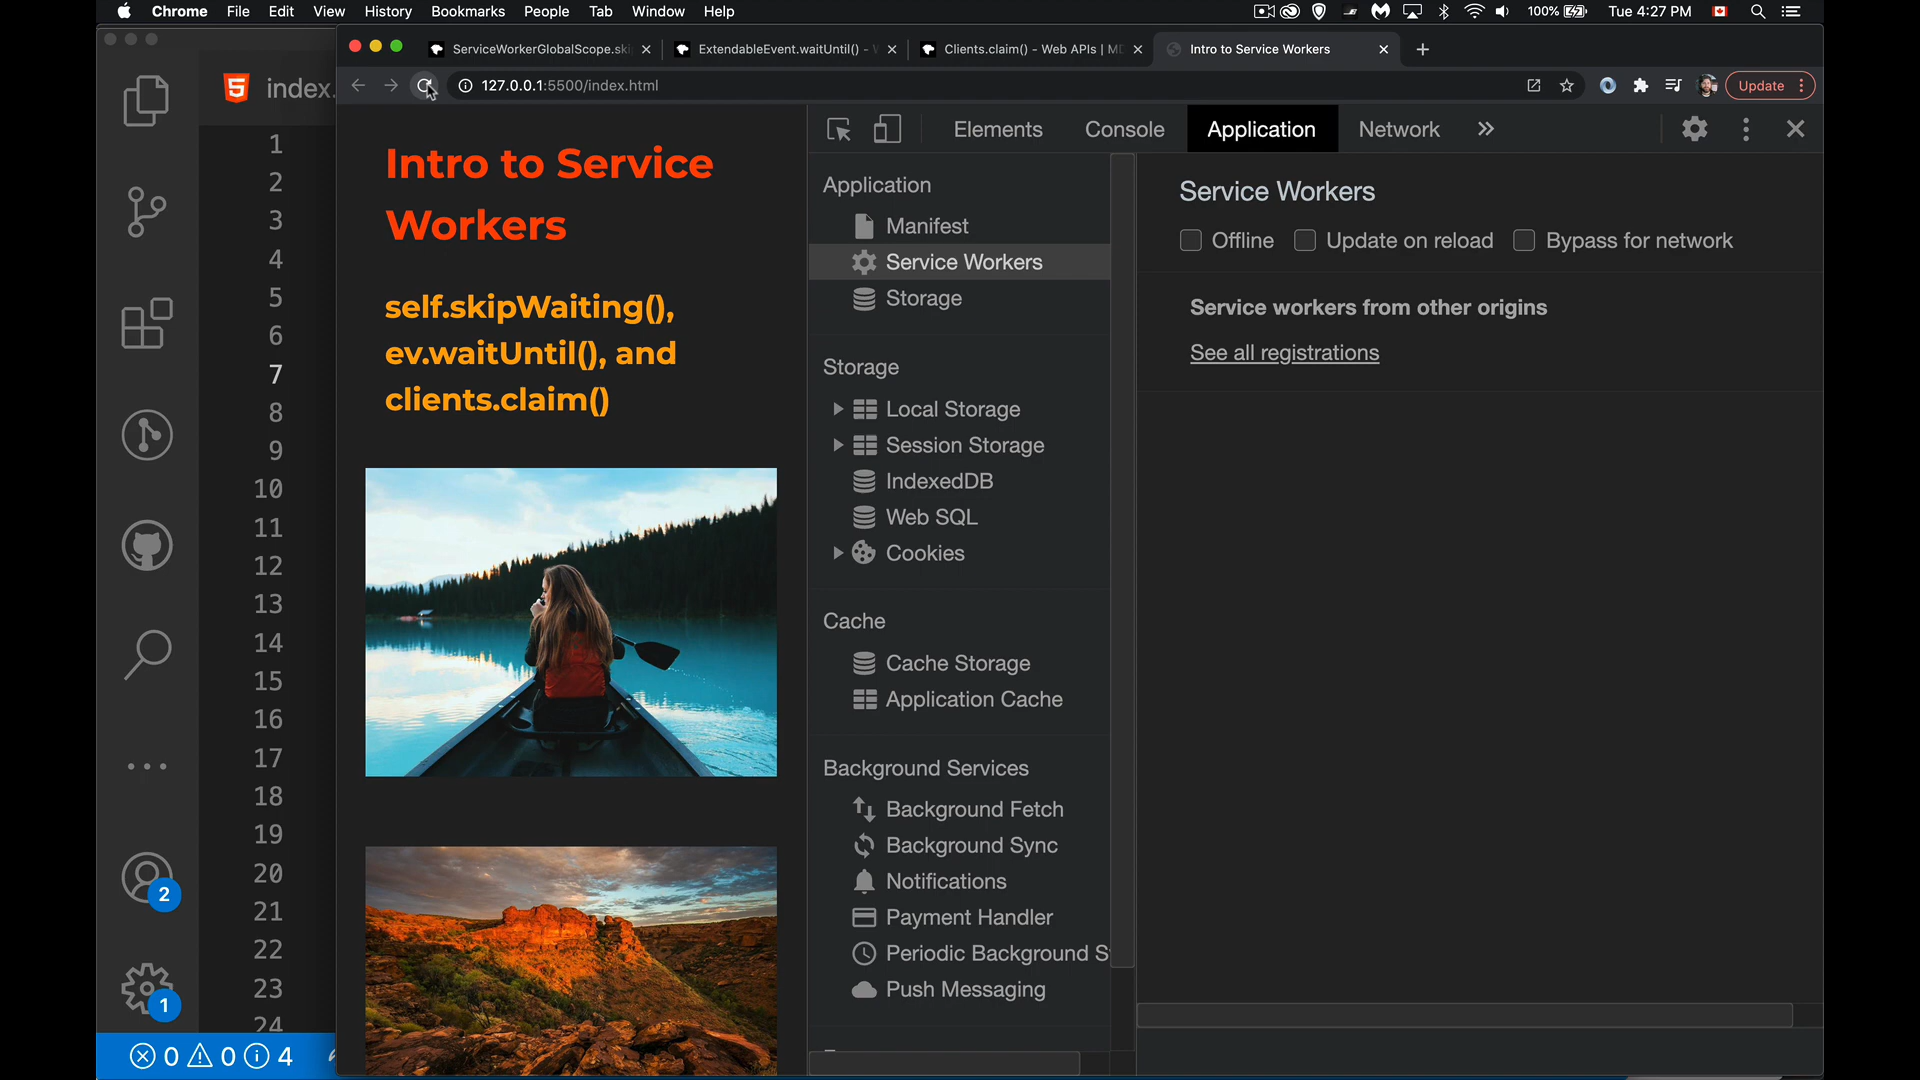 Chrome File Edit View History Bookmarks People Tab Window Help 100% Tue 4:27 PM
ServiceWorkerGlobalScope.ski ExtendableEvent.waitUntil() - Clients.claim() - Web APIs | MD Intro to Service Workers
127.0.0.1:5500/index.html Update
index.
1
2
3
4
5
6
7
8
9
10
11
12
13
14
15
16
17
18
19
20
21
22
23
24
2
1
0 0 4
Intro to Service
Workers
self.skipWaiting(),
ev.waitUntil(), and
clients.claim()
Elements Console Application Network
Application
Manifest
Service Workers
Storage
Storage
Local Storage
Session Storage
IndexedDB
Web SQL
Cookies
Cache
Cache Storage
Application Cache
Background Services
Background Fetch
Background Sync
Notifications
Payment Handler
Periodic Background S
Push Messaging
Service Workers
Offline Update on reload Bypass for network
Service workers from other origins
See all registrations